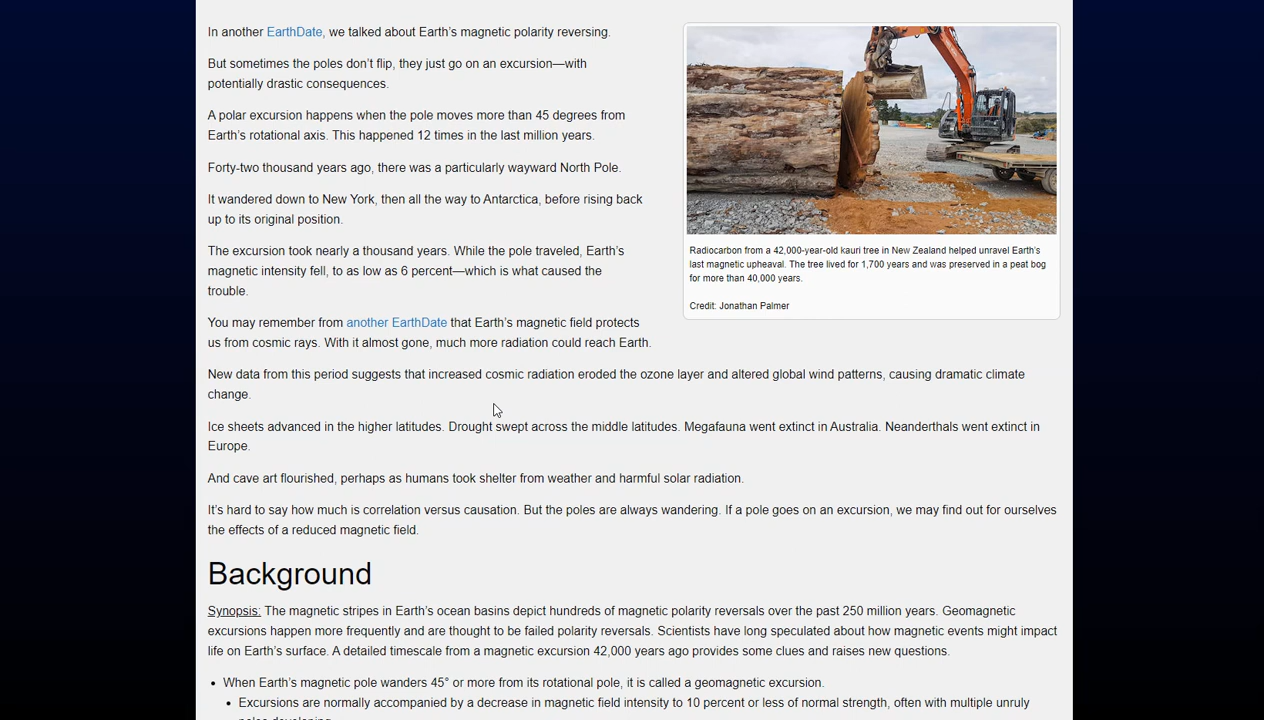 In another EarthDate, we talked about Earth’s magnetic polarity reversing.
But sometimes the poles don’t flip, they just go on an excursion—with
potentially drastic consequences.
A polar excursion happens when the pole moves more than 45 degrees from
Earth’s rotational axis. This happened 12 times in the last million years.
Forty-two thousand years ago, there was a particularly wayward North Pole.
It wandered down to New York, then all the way to Antarctica, before rising back
up to its original position.
The excursion took nearly a thousand years. While the pole traveled, Earth’s
magnetic intensity fell, to as low as 6 percent—which is what caused the
trouble.
You may remember from another EarthDate that Earth’s magnetic field protects
us from cosmic rays. With it almost gone, much more radiation could reach Earth.
Radiocarbon from a 42,000-year-old kauri tree in New Zealand helped unravel Earth’s
last magnetic upheaval. The tree lived for 1,700 years and was preserved in a peat bog
for more than 40,000 years.
Credit: Jonathan Palmer
New data from this period suggests that increased cosmic radiation eroded the ozone layer and altered global wind patterns, causing dramatic climate
change.
Ice sheets advanced in the higher latitudes. Drought swept across the middle latitudes. Megafauna went extinct in Australia. Neanderthals went extinct in
Europe.
And cave art flourished, perhaps as humans took shelter from weather and harmful solar radiation.
It’s hard to say how much is correlation versus causation. But the poles are always wandering. If a pole goes on an excursion, we may find out for ourselves
the effects of a reduced magnetic field.
Background
Synopsis: The magnetic stripes in Earth’s ocean basins depict hundreds of magnetic polarity reversals over the past 250 million years. Geomagnetic
excursions happen more frequently and are thought to be failed polarity reversals. Scientists have long speculated about how magnetic events might impact
life on Earth’s surface. A detailed timescale from a magnetic excursion 42,000 years ago provides some clues and raises new questions.
• When Earth’s magnetic pole wanders 45° or more from its rotational pole, it is called a geomagnetic excursion.
• Excursions are normally accompanied by a decrease in magnetic field intensity to 10 percent or less of normal strength, often with multiple unruly
poles developing.